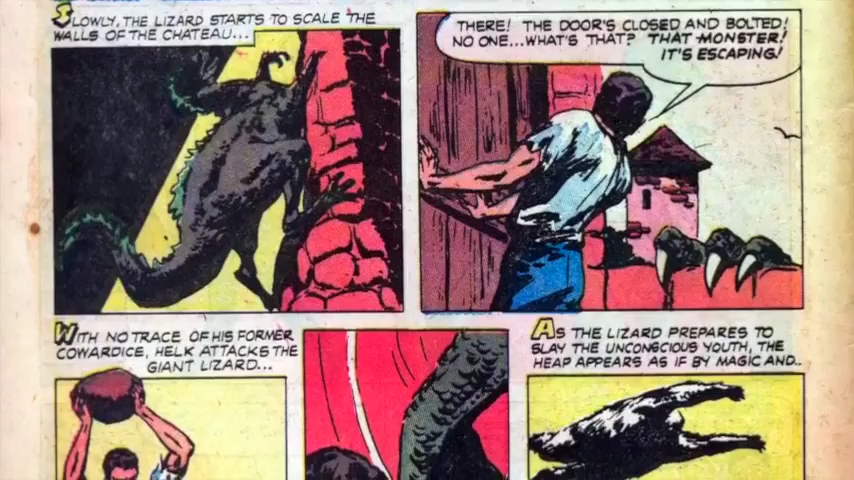 SLOWLY, THE LIZARD STARTS TO SCALE THE
WALLS OF THE CHATEAU...
THERE! THE DOOR'S CLOSED AND BOLTED!
NO ONE...WHAT'S THAT? THAT MONSTER!
IT'S ESCAPING!
WITH NO TRACE OF HIS FORMER
COWARDICE, HELK ATTACKS THE
GIANT LIZARD...
AS THE LIZARD PREPARES TO
SLAY THE UNCONSCIOUS YOUTH, THE
HEAP APPEARS AS IF BY MAGIC AND..